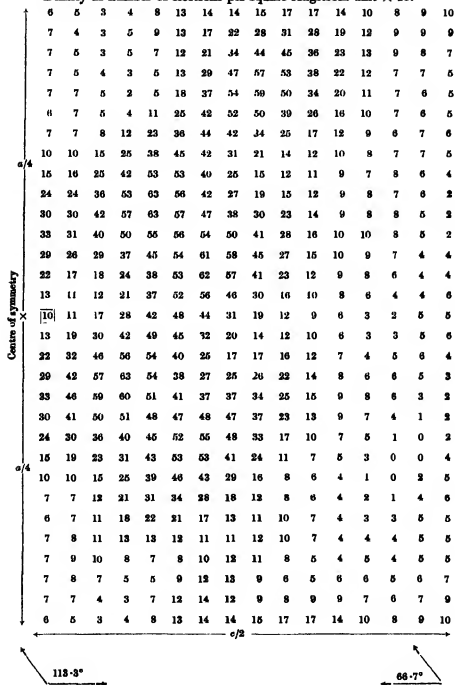 6 5 3 4 8 13 14 14 15 17 17 14 10 8 9 10
7 4 3 5 9 13 17 22 28 31 28 19 12 9 9 9
7 5 3 5 7 12 21 34 44 45 36 23 13 9 8 7
7 5 4 3 5 13 29 47 57 53 38 22 12 7 7 5
7 7 5 2 5 18 37 54 59 50 34 20 11 7 6 5
6 7 5 4 11 25 42 52 50 39 26 16 10 7 6 5
7 7 8 12 23 36 44 42 34 25 17 12 9 6 7 6
10 10 15 25 38 45 42 31 21 14 12 10 8 7 7 5
a/4
15 16 25 42 53 53 40 25 15 12 11 9 7 8 6 4
24 24 36 53 63 56 42 27 19 15 12 9 8 7 6 2
30 30 42 57 63 57 47 38 30 23 14 9 8 8 5 2
33 31 40 50 55 56 54 50 41 28 16 10 10 8 5 2
29 26 29 37 45 54 61 58 45 27 15 10 9 7 4 4
22 17 18 24 38 53 62 57 41 23 12 9 8 6 4 4
13 11 12 21 37 52 56 46 30 16 10 8 6 4 4 6
Centre of symmetry
10 11 17 28 42 48 44 31 19 12 9 6 3 2 5 5
13 19 30 42 49 45 32 20 14 12 10 6 3 3 5 6
22 32 46 56 54 40 25 17 17 16 12 7 4 5 6 4
29 42 57 63 54 38 27 25 26 22 14 8 6 6 5 3
33 46 59 60 51 41 37 37 34 25 15 9 8 6 3 2
30 41 50 51 48 47 48 47 37 23 13 9 7 4 1 2
24 30 36 40 45 52 55 48 33 17 10 7 5 1 0 2
a/4
15 19 23 31 43 53 53 41 24 11 7 5 3 0 0 4
10 10 15 25 39 46 43 29 16 8 6 4 1 0 2 5
7 7 12 21 31 34 28 18 12 8 6 4 2 1 4 6
6 7 11 18 22 21 17 13 11 10 7 4 3 3 5 5
7 8 11 13 13 12 11 11 12 10 7 4 4 4 5 5
7 9 10 8 7 8 10 12 11 8 5 4 5 4 5 5
7 8 7 5 5 9 12 13 9 6 5 6 6 5 6 7
7 7 4 3 7 12 14 12 9 8 9 9 7 6 7 9
6 5 3 4 8 13 14 14 15 17 17 14 10 8 9 10
c/2
113·3° 66·7°